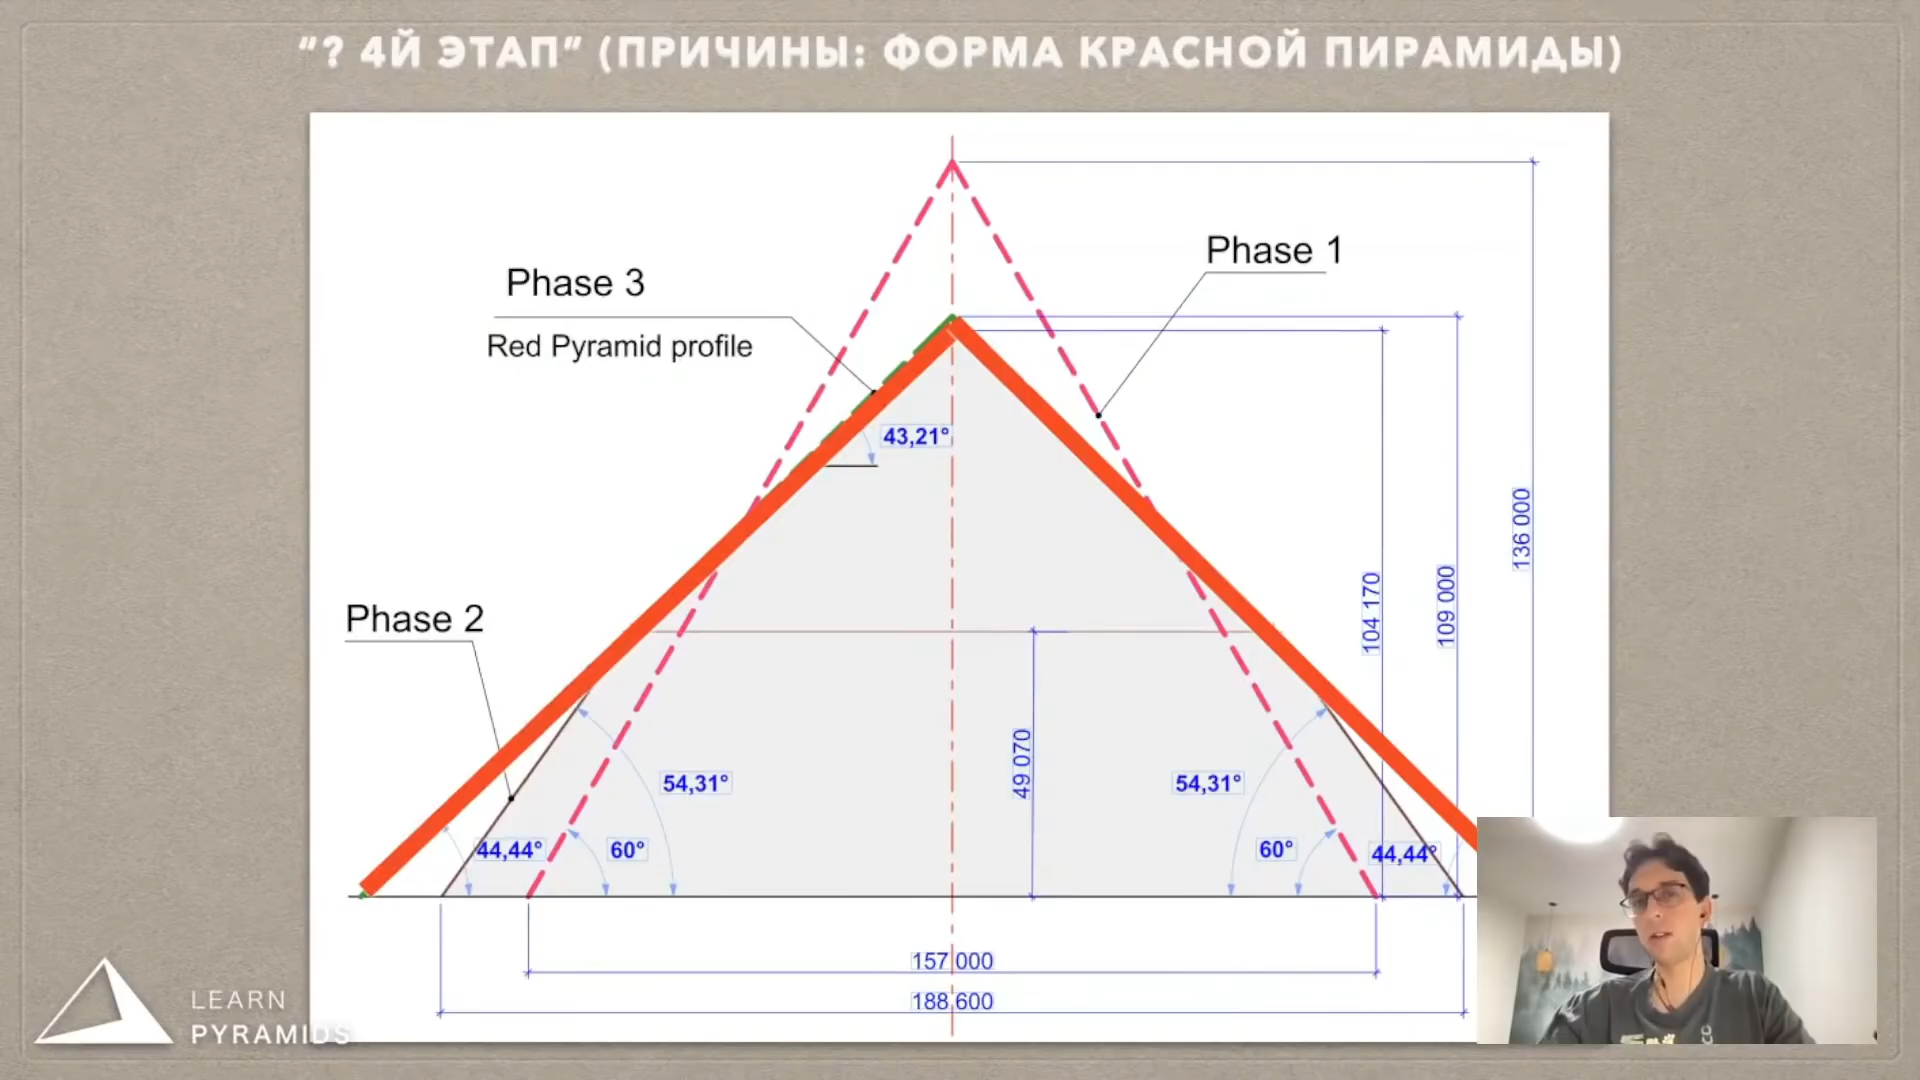 “? 4Й ЭТАП” (ПРИЧИНЫ: ФОРМА КРАСНОЙ ПИРАМИДЫ)
Phase 1
Phase 3
Red Pyramid profile
43,21°
136 000
104 170
109 000
Phase 2
49 070
54,31°
54,31°
44,44°
60°
60°
44,44°
157 000
188 600
LEARN
PYRAMIDS